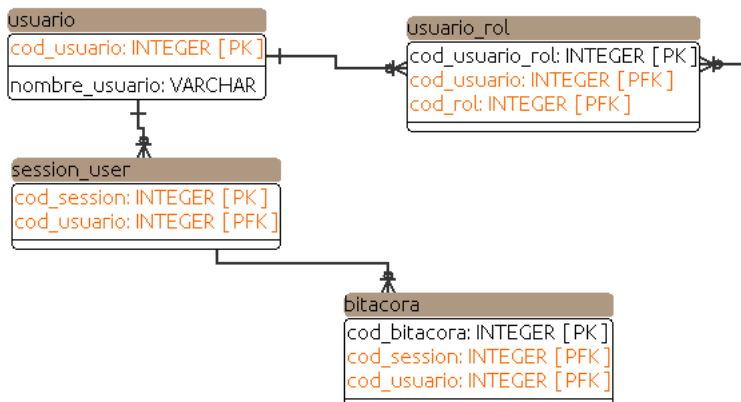 usuario
cod_usuario: INTEGER [ PK ]
nombre_usuario: VARCHAR
usuario_rol
cod_usuario_rol: INTEGER [ PK ]
cod_usuario: INTEGER [ PFK ]
cod_rol: INTEGER [ PFK ]
session_user
cod_session: INTEGER [ PK ]
cod_usuario: INTEGER [ PFK ]
bitacora
cod_bitacora: INTEGER [ PK ]
cod_session: INTEGER [ PFK ]
cod_usuario: INTEGER [ PFK ]